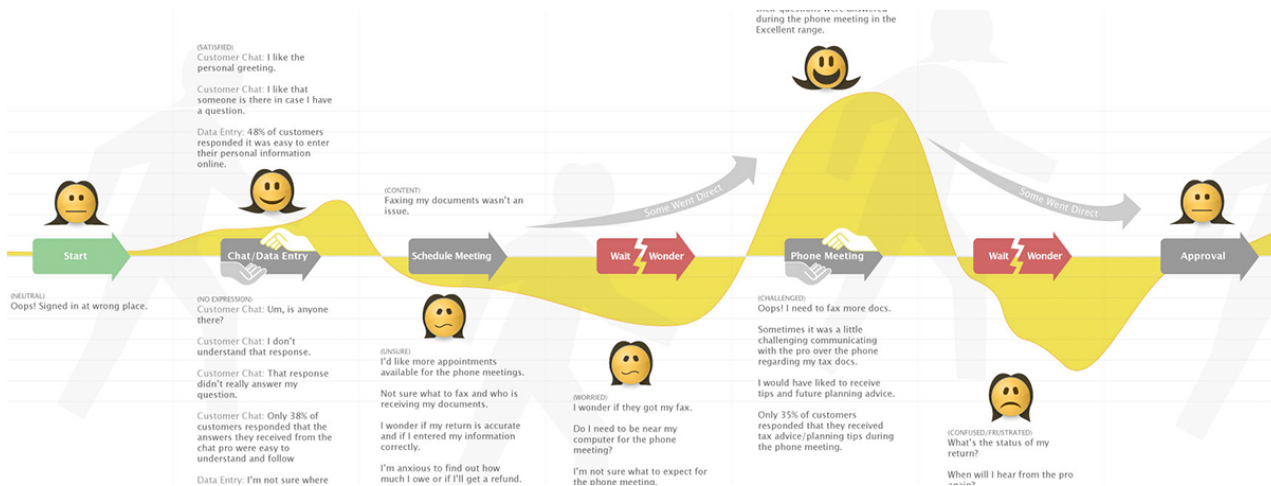 their questions were answered
during the phone meeting in the
Excellent range.
(SATISFIED)
Customer Chat: I like the
personal greeting.
Customer Chat: I like that
someone is there in case I have
a question.
Data Entry: 48% of customers
responded it was easy to enter
their personal information
online.
(CONTENT)
Faxing my documents wasn't an
issue.
Some Went Direct
Some Went Direct
Start
Chat/Data Entry
Schedule Meeting
Wait Wonder
Phone Meeting
Wait Wonder
Approval
(NEUTRAL)
Oops! Signed in at wrong place.
(NO EXPRESSION)
Customer Chat: Um, is anyone
there?
Customer Chat: I don't
understand that response.
Customer Chat: That response
didn't really answer my
question.
Customer Chat: Only 38% of
customers responded that the
answers they received from the
chat pro were easy to
understand and follow
Data Entry: I'm not sure where
(UNSURE)
I'd like more appointments
available for the phone meetings.
Not sure what to fax and who is
receiving my documents.
I wonder if my return is accurate
and if I entered my information
correctly.
I'm anxious to find out how
much I owe or if I'll get a refund.
(WORRIED)
I wonder if they got my fax.
Do I need to be near my
computer for the phone
meeting?
I'm not sure what to expect for
the phone meeting.
(CHALLENGED)
Oops! I need to fax more docs.
Sometimes it was a little
challenging communicating
with the pro over the phone
regarding my tax docs.
I would have liked to receive
tips and future planning advice.
Only 35% of customers
responded that they received
tax advice/planning tips during
the phone meeting.
(CONFUSED/FRUSTRATED)
What's the status of my
return?
When will I hear from the pro
again?